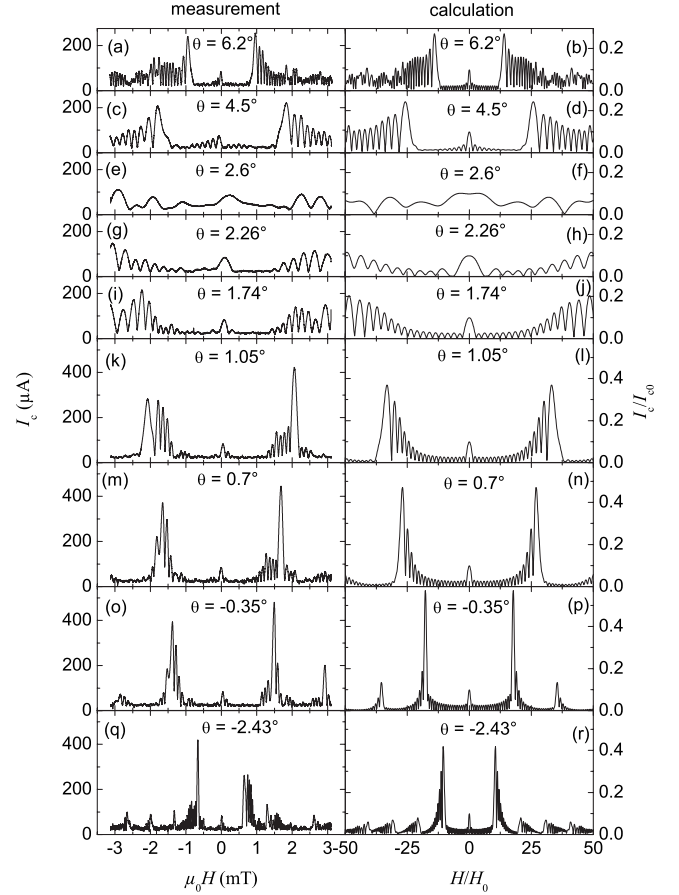 measurement calculation
(a) θ = 6.2° (b) θ = 6.2°
200 0.2
0 0.0
(c) θ = 4.5° (d) θ = 4.5°
200 0.2
0 0.0
(e) θ = 2.6° (f) θ = 2.6°
200 0.2
0 0.0
(g) θ = 2.26° (h) θ = 2.26°
200 0.2
0 0.0
(i) θ = 1.74° (j) θ = 1.74°
200 0.2
0 0.0
(k) θ = 1.05° (l) θ = 1.05°
400 0.4
200 0.2
0 0.0
(m) θ = 0.7° (n) θ = 0.7°
400 0.4
200 0.2
0 0.0
(o) θ = -0.35° (p) θ = -0.35°
400 0.4
200 0.2
0 0.0
(q) θ = -2.43° (r) θ = -2.43°
400 0.4
200 0.2
0 0.0
Ic (μA)
Ic/Ic0
-3 -2 -1 0 1 2 3 -50 -25 0 25 50
μ0H (mT) H/H0